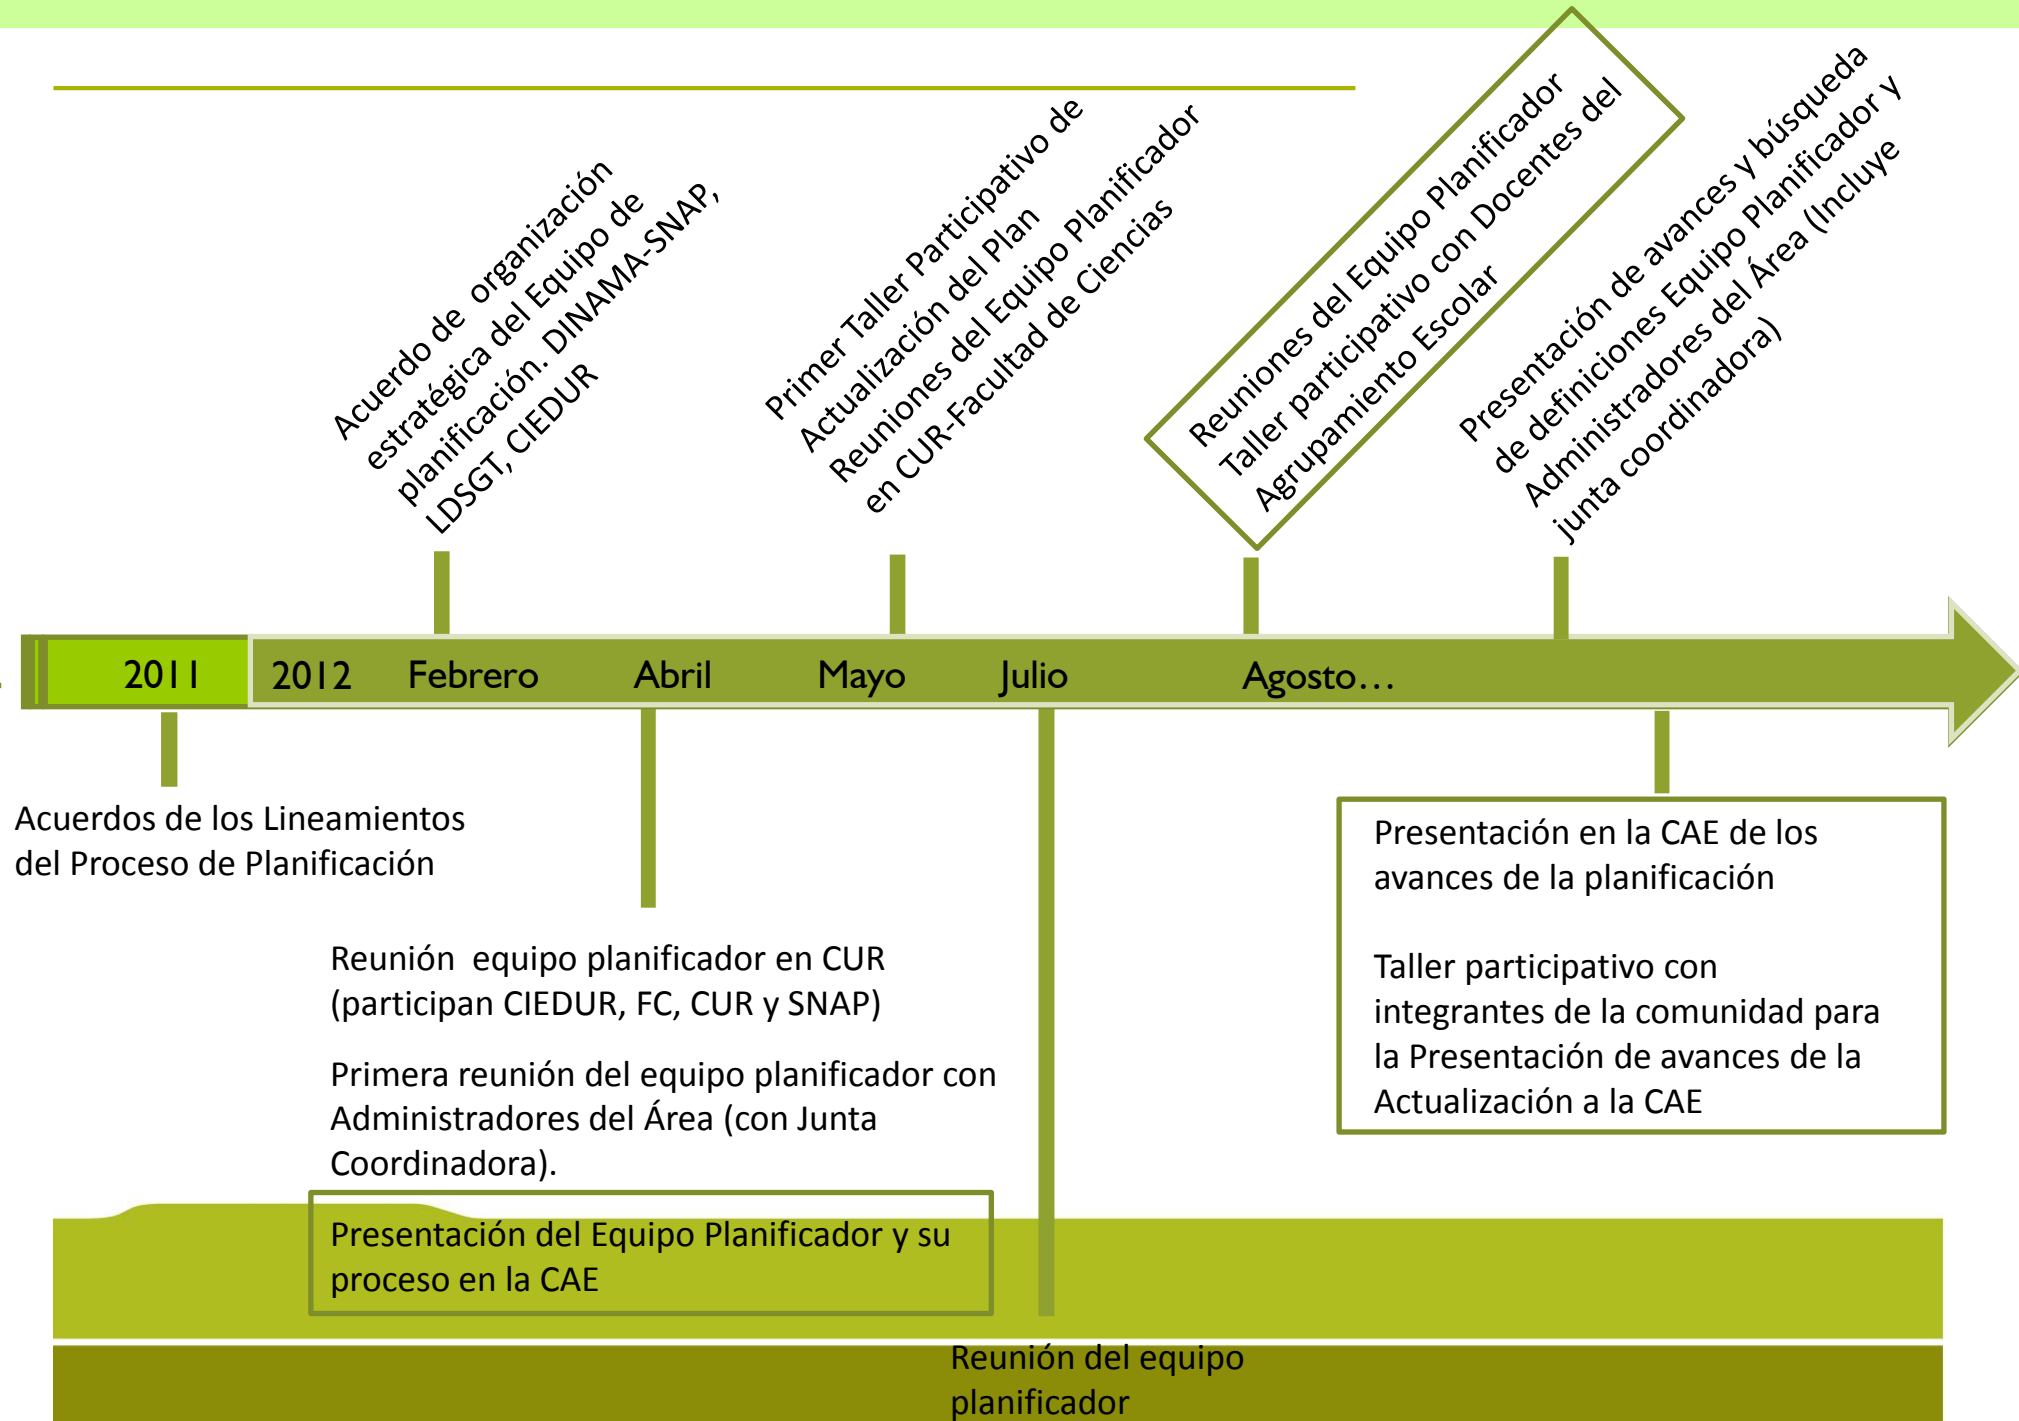 Acuerdo de organización
estratégica del Equipo de
planificación. DINAMA-SNAP,
LDSGT, CIEDUR
Primer Taller Participativo de
Actualización del Plan
Reuniones del Equipo Planificador
en CUR-Facultad de Ciencias
Reuniones del Equipo Planificador
Taller participativo con Docentes del
Agrupamiento Escolar
Presentación de avances y búsqueda
de definiciones Equipo Planificador y
Administradores del Área (Incluye
junta coordinadora)
2011 2012 Febrero Abril Mayo Julio Agosto...
Acuerdos de los Lineamientos
del Proceso de Planificación
Reunión equipo planificador en CUR
(participan CIEDUR, FC, CUR y SNAP)
Primera reunión del equipo planificador con
Administradores del Área (con Junta
Coordinadora).
Presentación del Equipo Planificador y su
proceso en la CAE
Reunión del equipo
planificador
Presentación en la CAE de los
avances de la planificación
Taller participativo con
integrantes de la comunidad para
la Presentación de avances de la
Actualización a la CAE